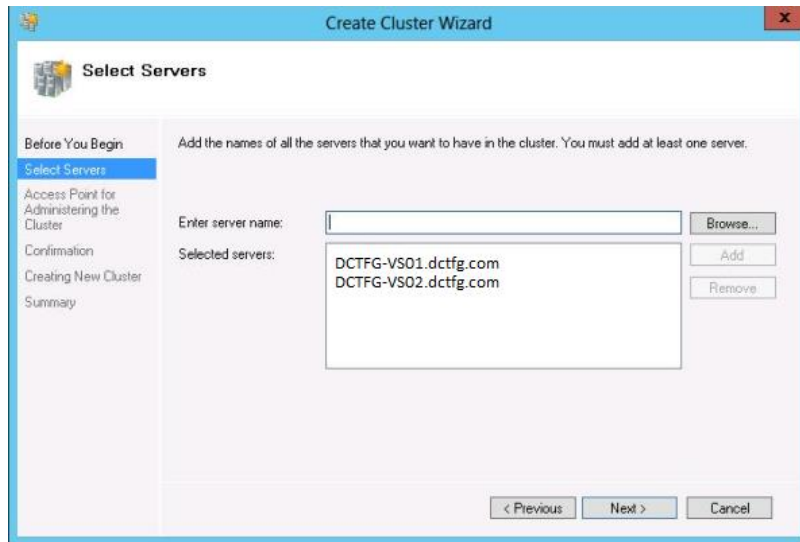 Create Cluster Wizard
x
Select Servers
Before You Begin
Select Servers
Access Point for
Administering the
Cluster
Confirmation
Creating New Cluster
Summary
Add the names of all the servers that you want to have in the cluster. You must add at least one server.
Enter server name:
Browse...
Selected servers:
DCTFG-VS01.dctfg.com
DCTFG-VS02.dctfg.com
Add
Remove
< Previous
Next >
Cancel